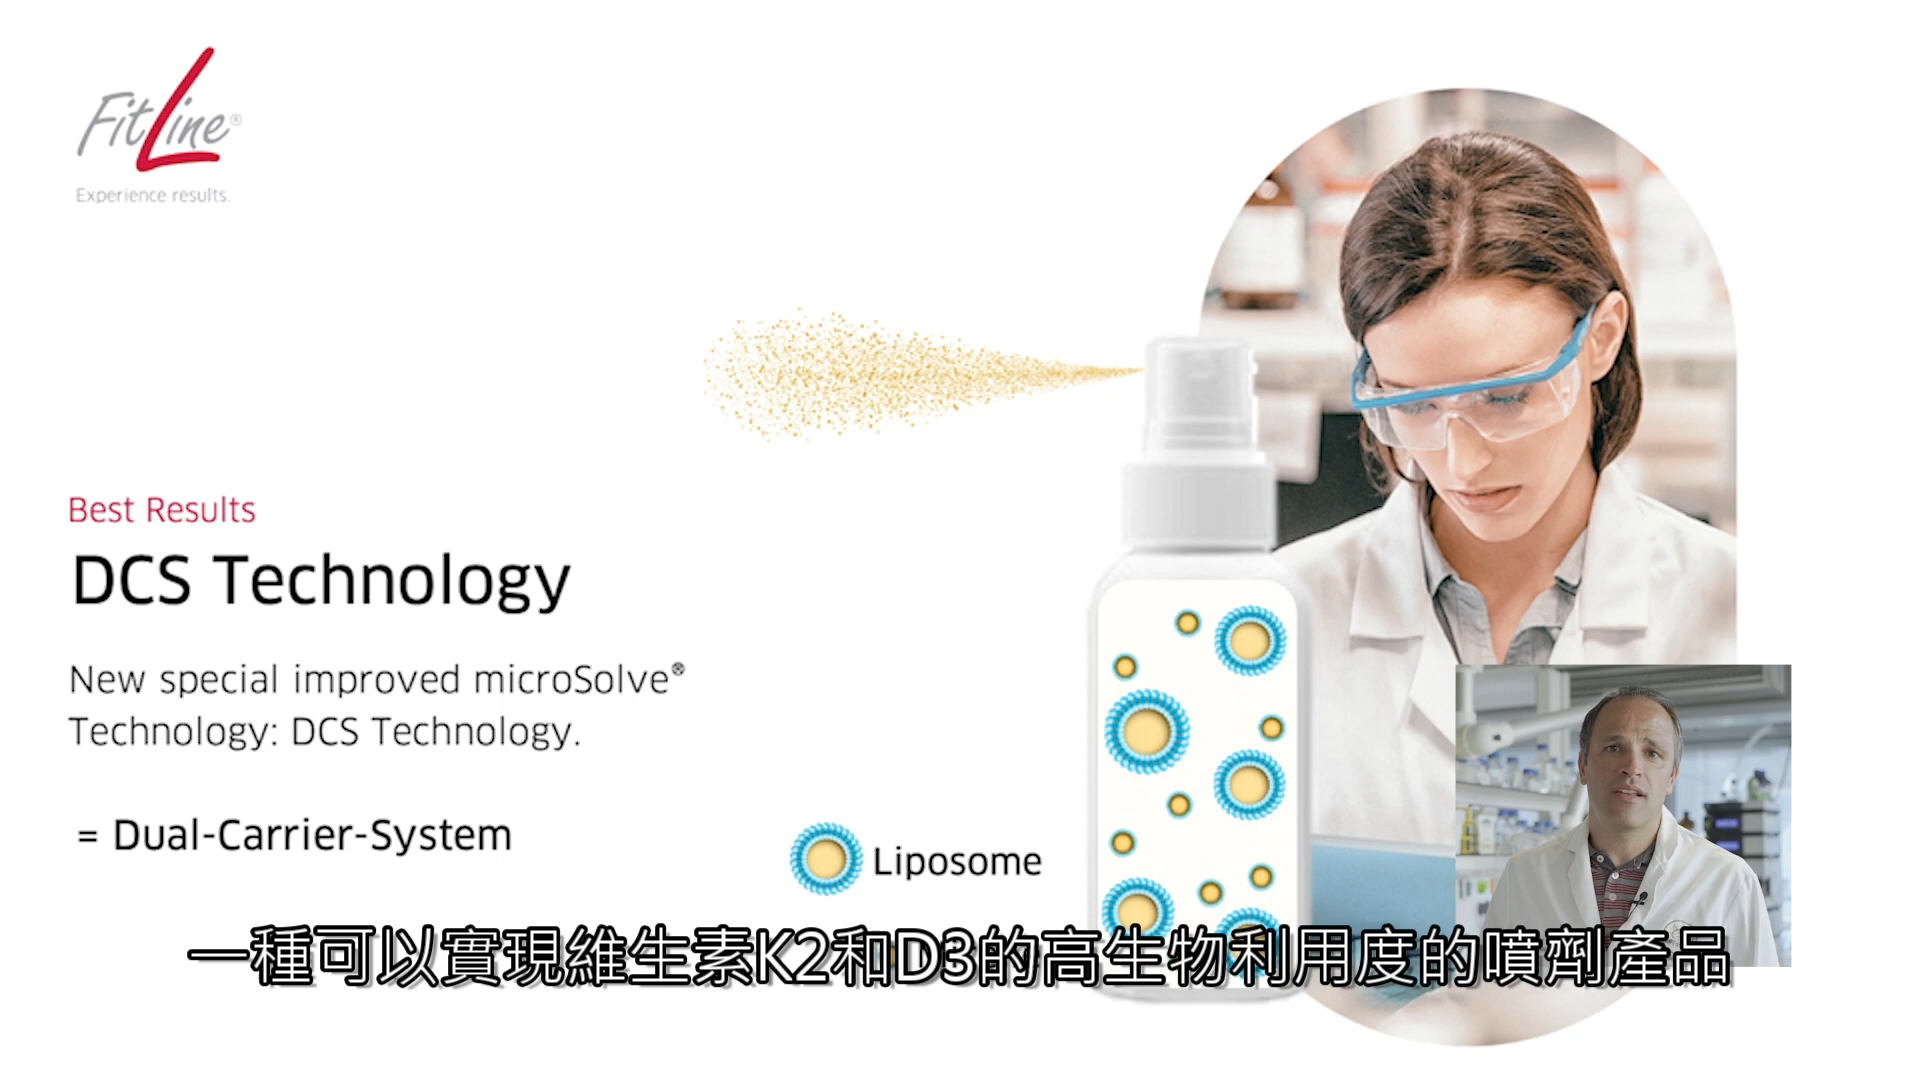 FitLine®
Experience results.
Best Results
DCS Technology
New special improved microSolve®
Technology: DCS Technology.
= Dual-Carrier-System
Liposome
一種可以實現維生素K2和D3的高生物利用度的噴劑產品